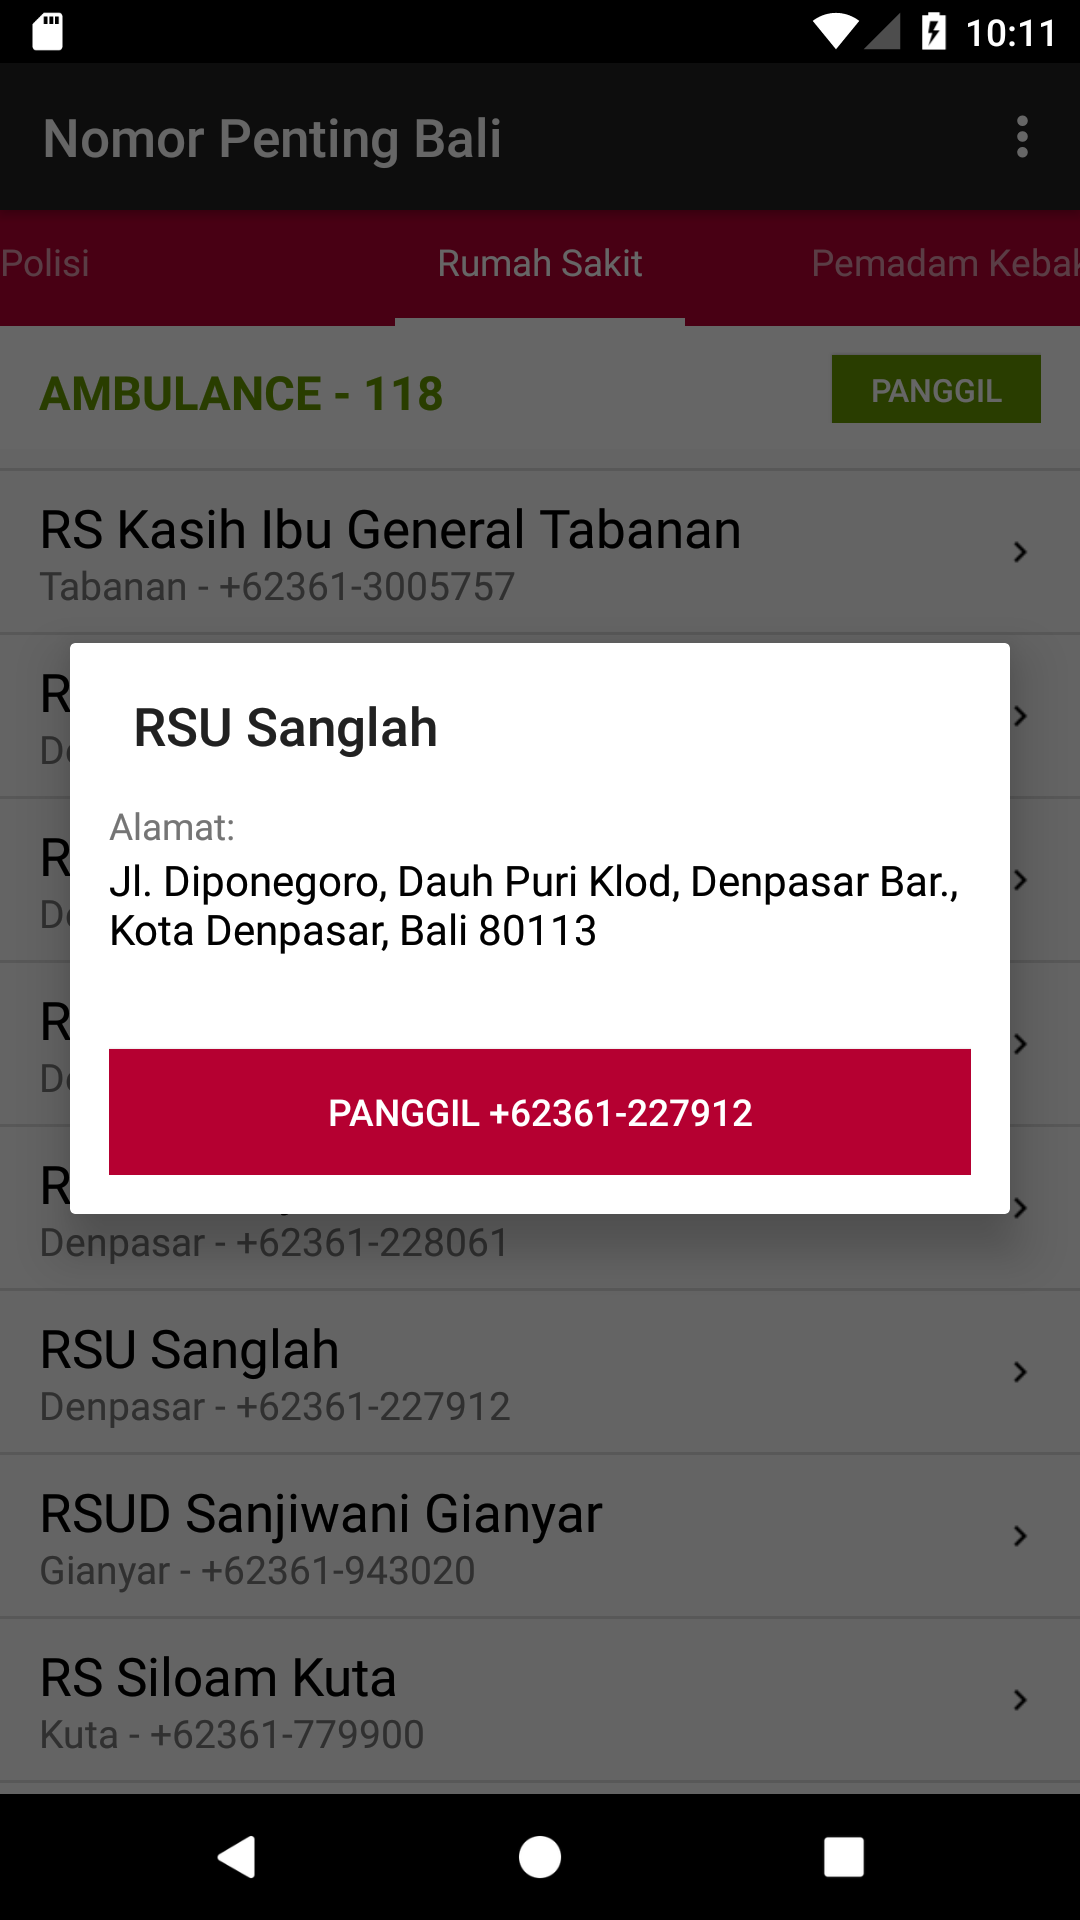 10:11
Nomor Penting Bali
Polisi
Rumah Sakit
Pemadam Kebak
AMBULANCE - 118
PANGGIL
RS Kasih Ibu General Tabanan
Tabanan - +62361-3005757
RSU Sanglah
Alamat:
Jl. Diponegoro, Dauh Puri Klod, Denpasar Bar.,
Kota Denpasar, Bali 80113
PANGGIL +62361-227912
Denpasar - +62361-228061
RSU Sanglah
Denpasar - +62361-227912
RSUD Sanjiwani Gianyar
Gianyar - +62361-943020
RS Siloam Kuta
Kuta - +62361-779900